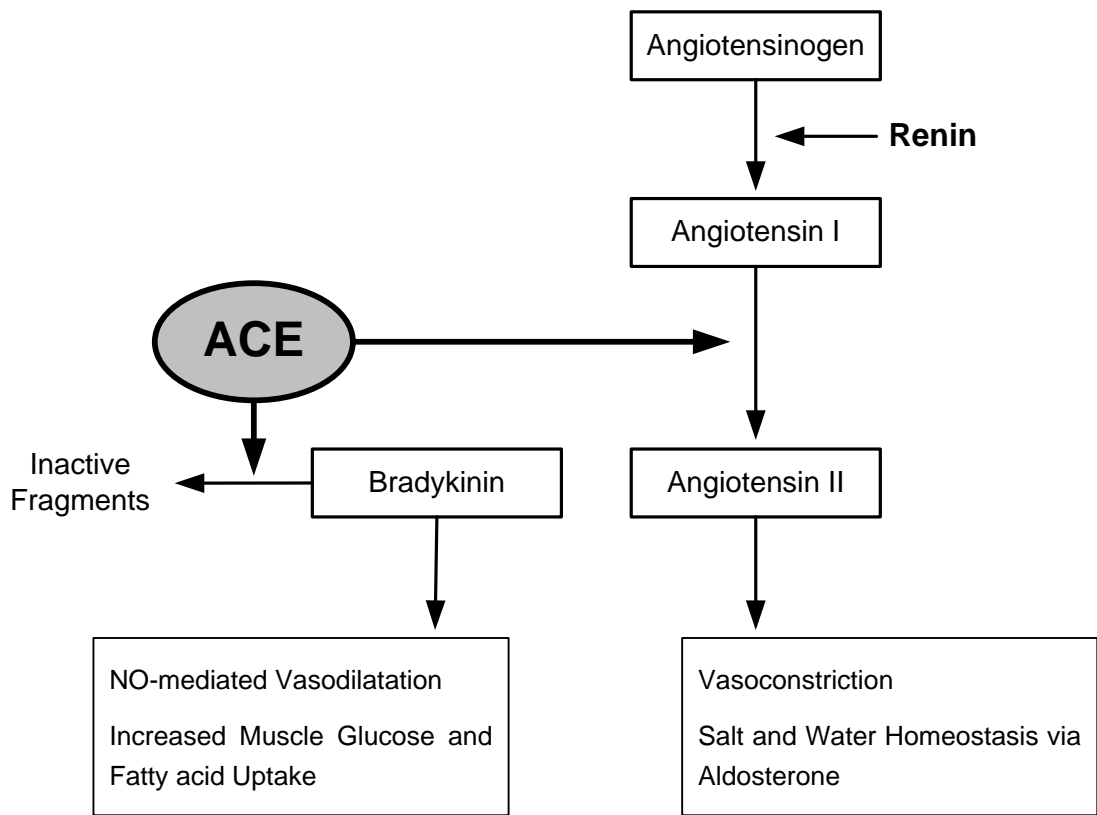 Angiotensinogen
Renin
Angiotensin I
ACE
Inactive
Fragments
Bradykinin
Angiotensin II
NO-mediated Vasodilatation
Increased Muscle Glucose and
Fatty acid Uptake
Vasoconstriction
Salt and Water Homeostasis via
Aldosterone